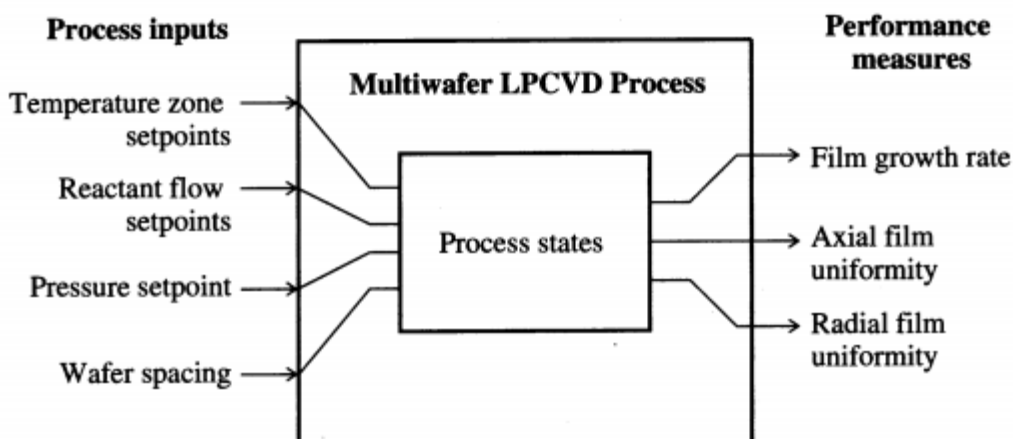 Process inputs
Temperature zone
setpoints
Reactant flow
setpoints
Pressure setpoint
Wafer spacing
Multiwafer LPCVD Process
Process states
Performance
measures
Film growth rate
Axial film
uniformity
Radial film
uniformity